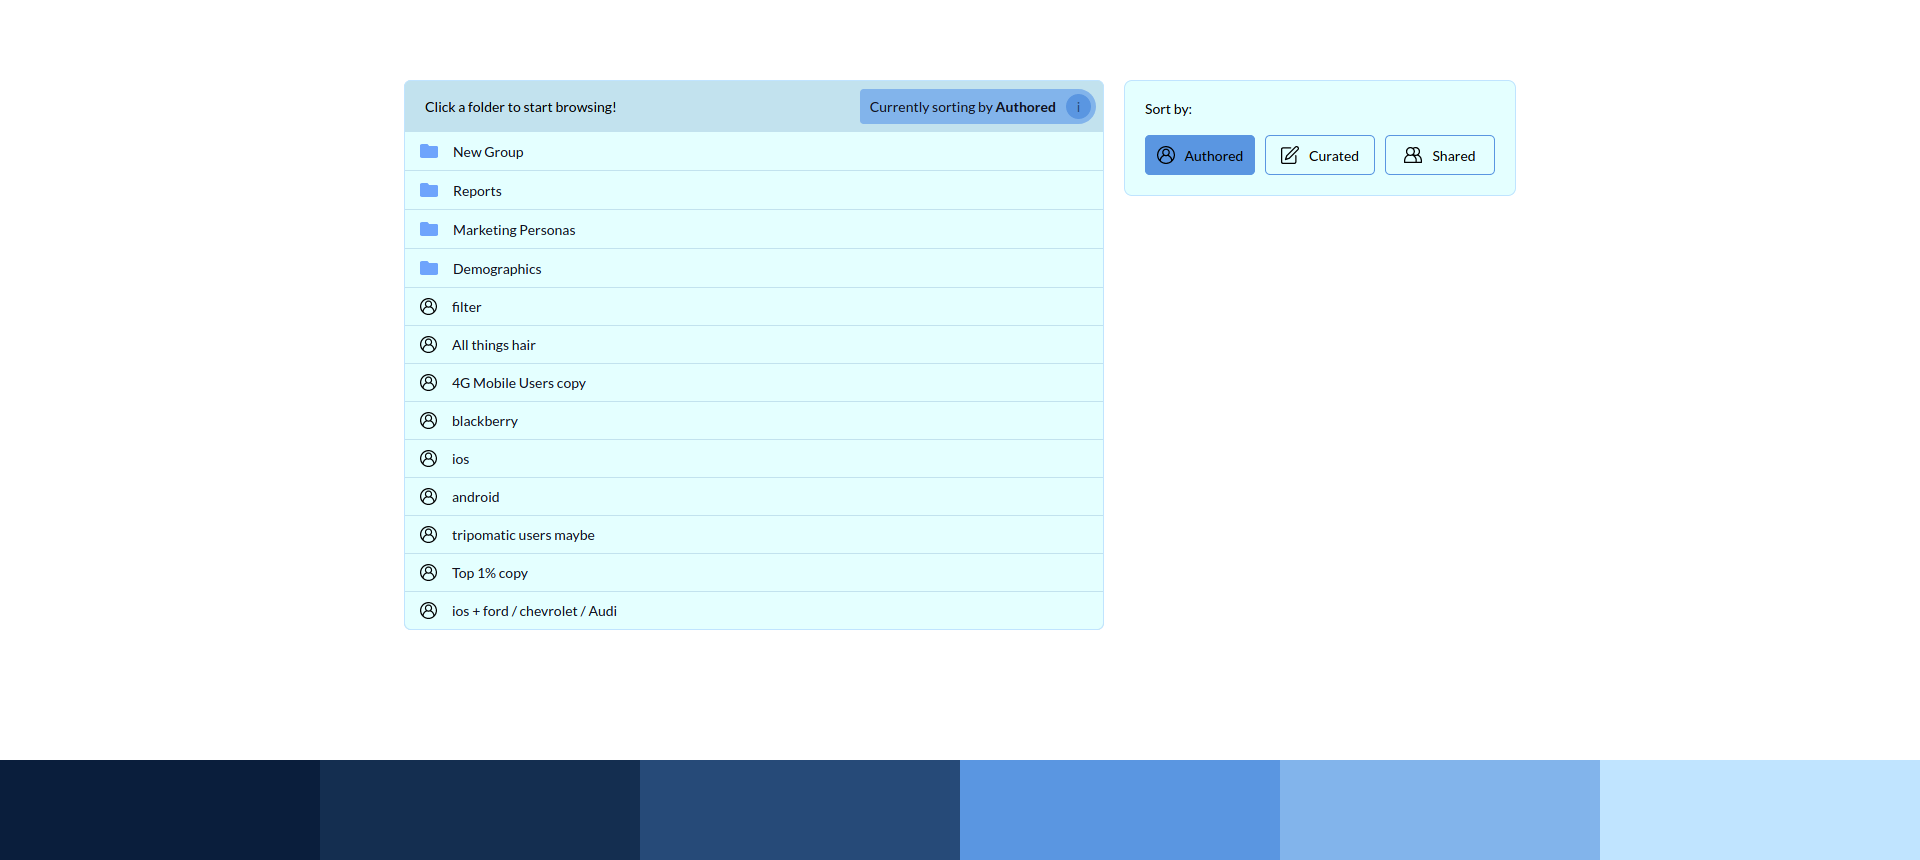 Click a folder to start browsing!
Currently sorting by Authored i
New Group
Reports
Marketing Personas
Demographics
filter
All things hair
4G Mobile Users copy
blackberry
ios
android
tripomatic users maybe
Top 1% copy
ios + ford / chevrolet / Audi
Sort by:
Authored Curated Shared